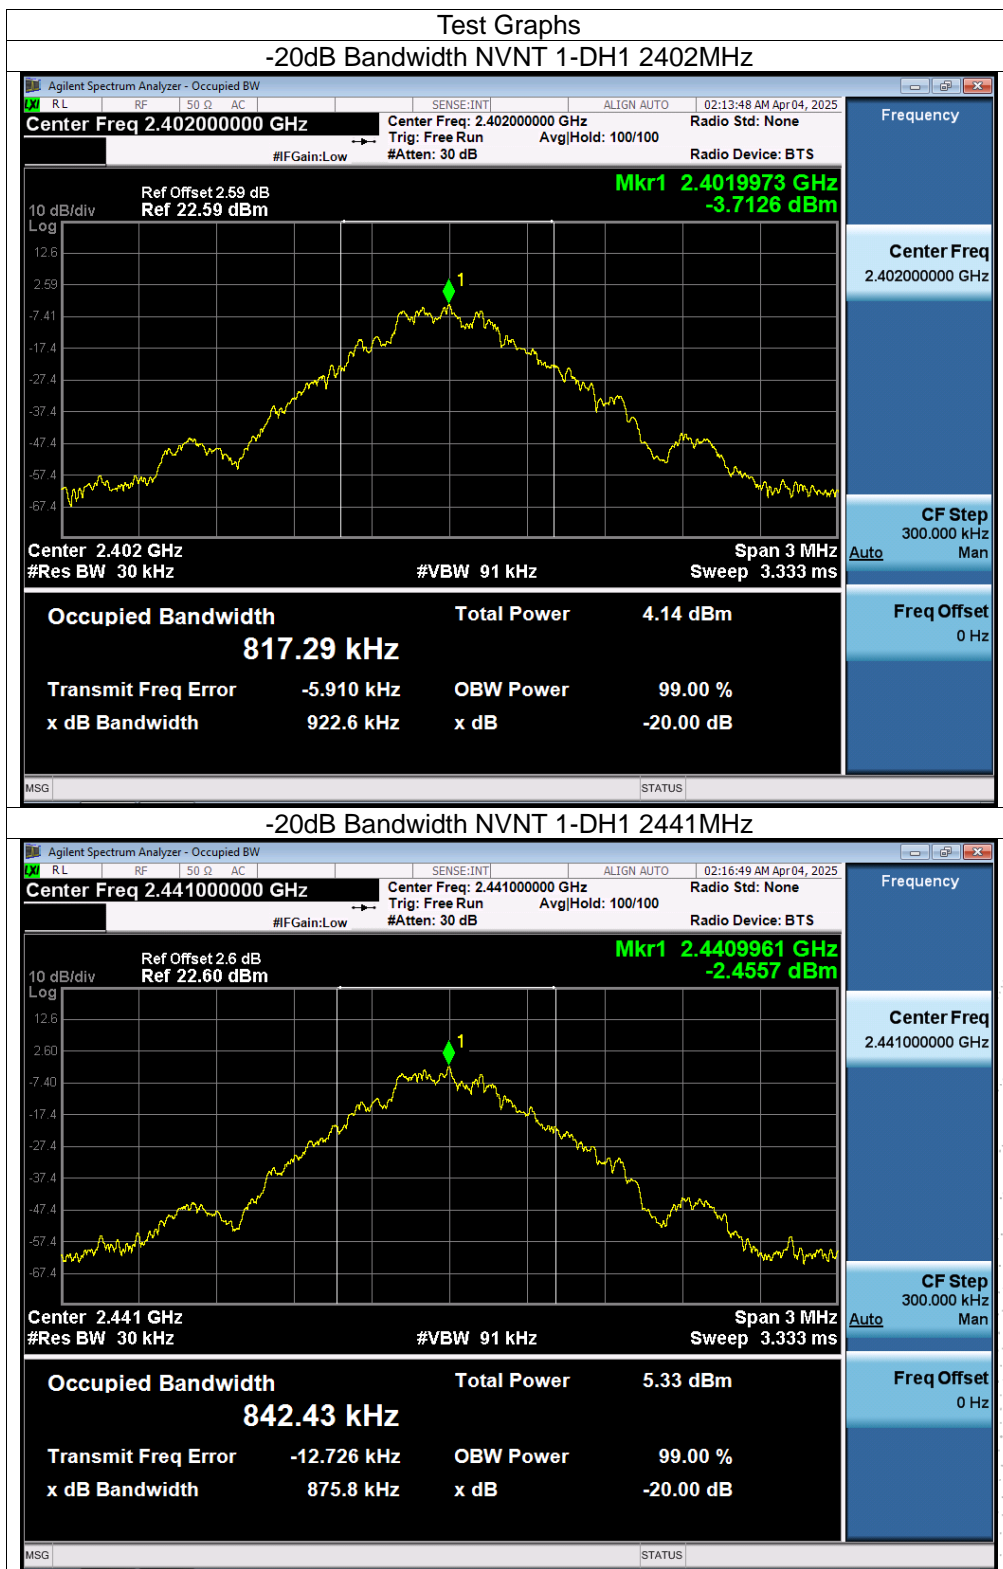 Test Graphs
-20dB Bandwidth NVNT 1-DH1 2402MHz
Agilent Spectrum Analyzer - Occupied BW
LXI RL RF 50 Ω AC SENSE:INT ALIGN AUTO 02:13:48 AM Apr 04, 2025
Center Freq 2.402000000 GHz Center Freq: 2.402000000 GHz Radio Std: None Frequency
Trig: Free Run Avg|Hold: 100/100
#IFGain:Low #Atten: 30 dB Radio Device: BTS
Mkr1 2.4019973 GHz
Ref Offset 2.59 dB -3.7126 dBm
10 dB/div Ref 22.59 dBm
Log
12.6
2.59
-7.41
-17.4
-27.4
-37.4
-47.4
-57.4
-67.4
1
Center Freq
2.402000000 GHz
CF Step
300.000 kHz
Auto Man
Center 2.402 GHz Span 3 MHz
#Res BW 30 kHz #VBW 91 kHz Sweep 3.333 ms
Freq Offset
0 Hz
Occupied Bandwidth Total Power 4.14 dBm
817.29 kHz
Transmit Freq Error -5.910 kHz OBW Power 99.00 %
x dB Bandwidth 922.6 kHz x dB -20.00 dB
MSG STATUS
-20dB Bandwidth NVNT 1-DH1 2441MHz
Agilent Spectrum Analyzer - Occupied BW
LXI RL RF 50 Ω AC SENSE:INT ALIGN AUTO 02:16:49 AM Apr 04, 2025
Center Freq 2.441000000 GHz Center Freq: 2.441000000 GHz Radio Std: None Frequency
Trig: Free Run Avg|Hold: 100/100
#IFGain:Low #Atten: 30 dB Radio Device: BTS
Mkr1 2.4409961 GHz
Ref Offset 2.6 dB -2.4557 dBm
10 dB/div Ref 22.60 dBm
Log
12.6
2.60
-7.40
-17.4
-27.4
-37.4
-47.4
-57.4
-67.4
1
Center Freq
2.441000000 GHz
CF Step
300.000 kHz
Auto Man
Center 2.441 GHz Span 3 MHz
#Res BW 30 kHz #VBW 91 kHz Sweep 3.333 ms
Freq Offset
0 Hz
Occupied Bandwidth Total Power 5.33 dBm
842.43 kHz
Transmit Freq Error -12.726 kHz OBW Power 99.00 %
x dB Bandwidth 875.8 kHz x dB -20.00 dB
MSG STATUS